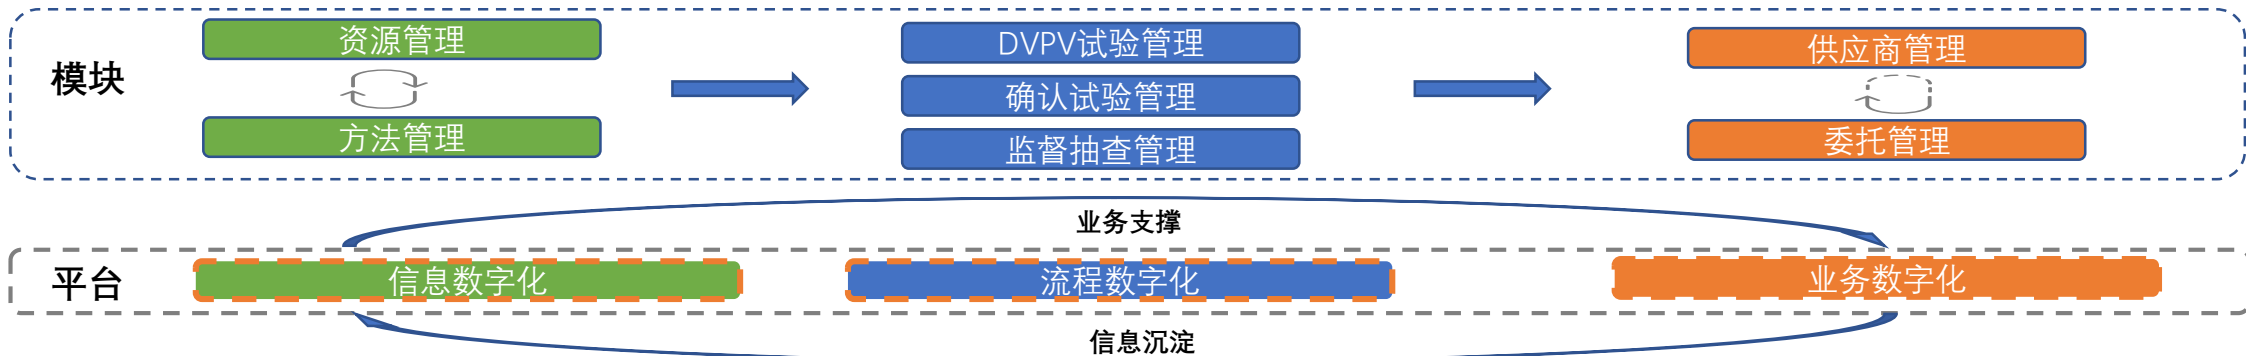 模块
资源管理
方法管理
DVPV试验管理
确认试验管理
监督抽查管理
供应商管理
委托管理
业务支撑
平台
信息数字化
流程数字化
业务数字化
信息沉淀